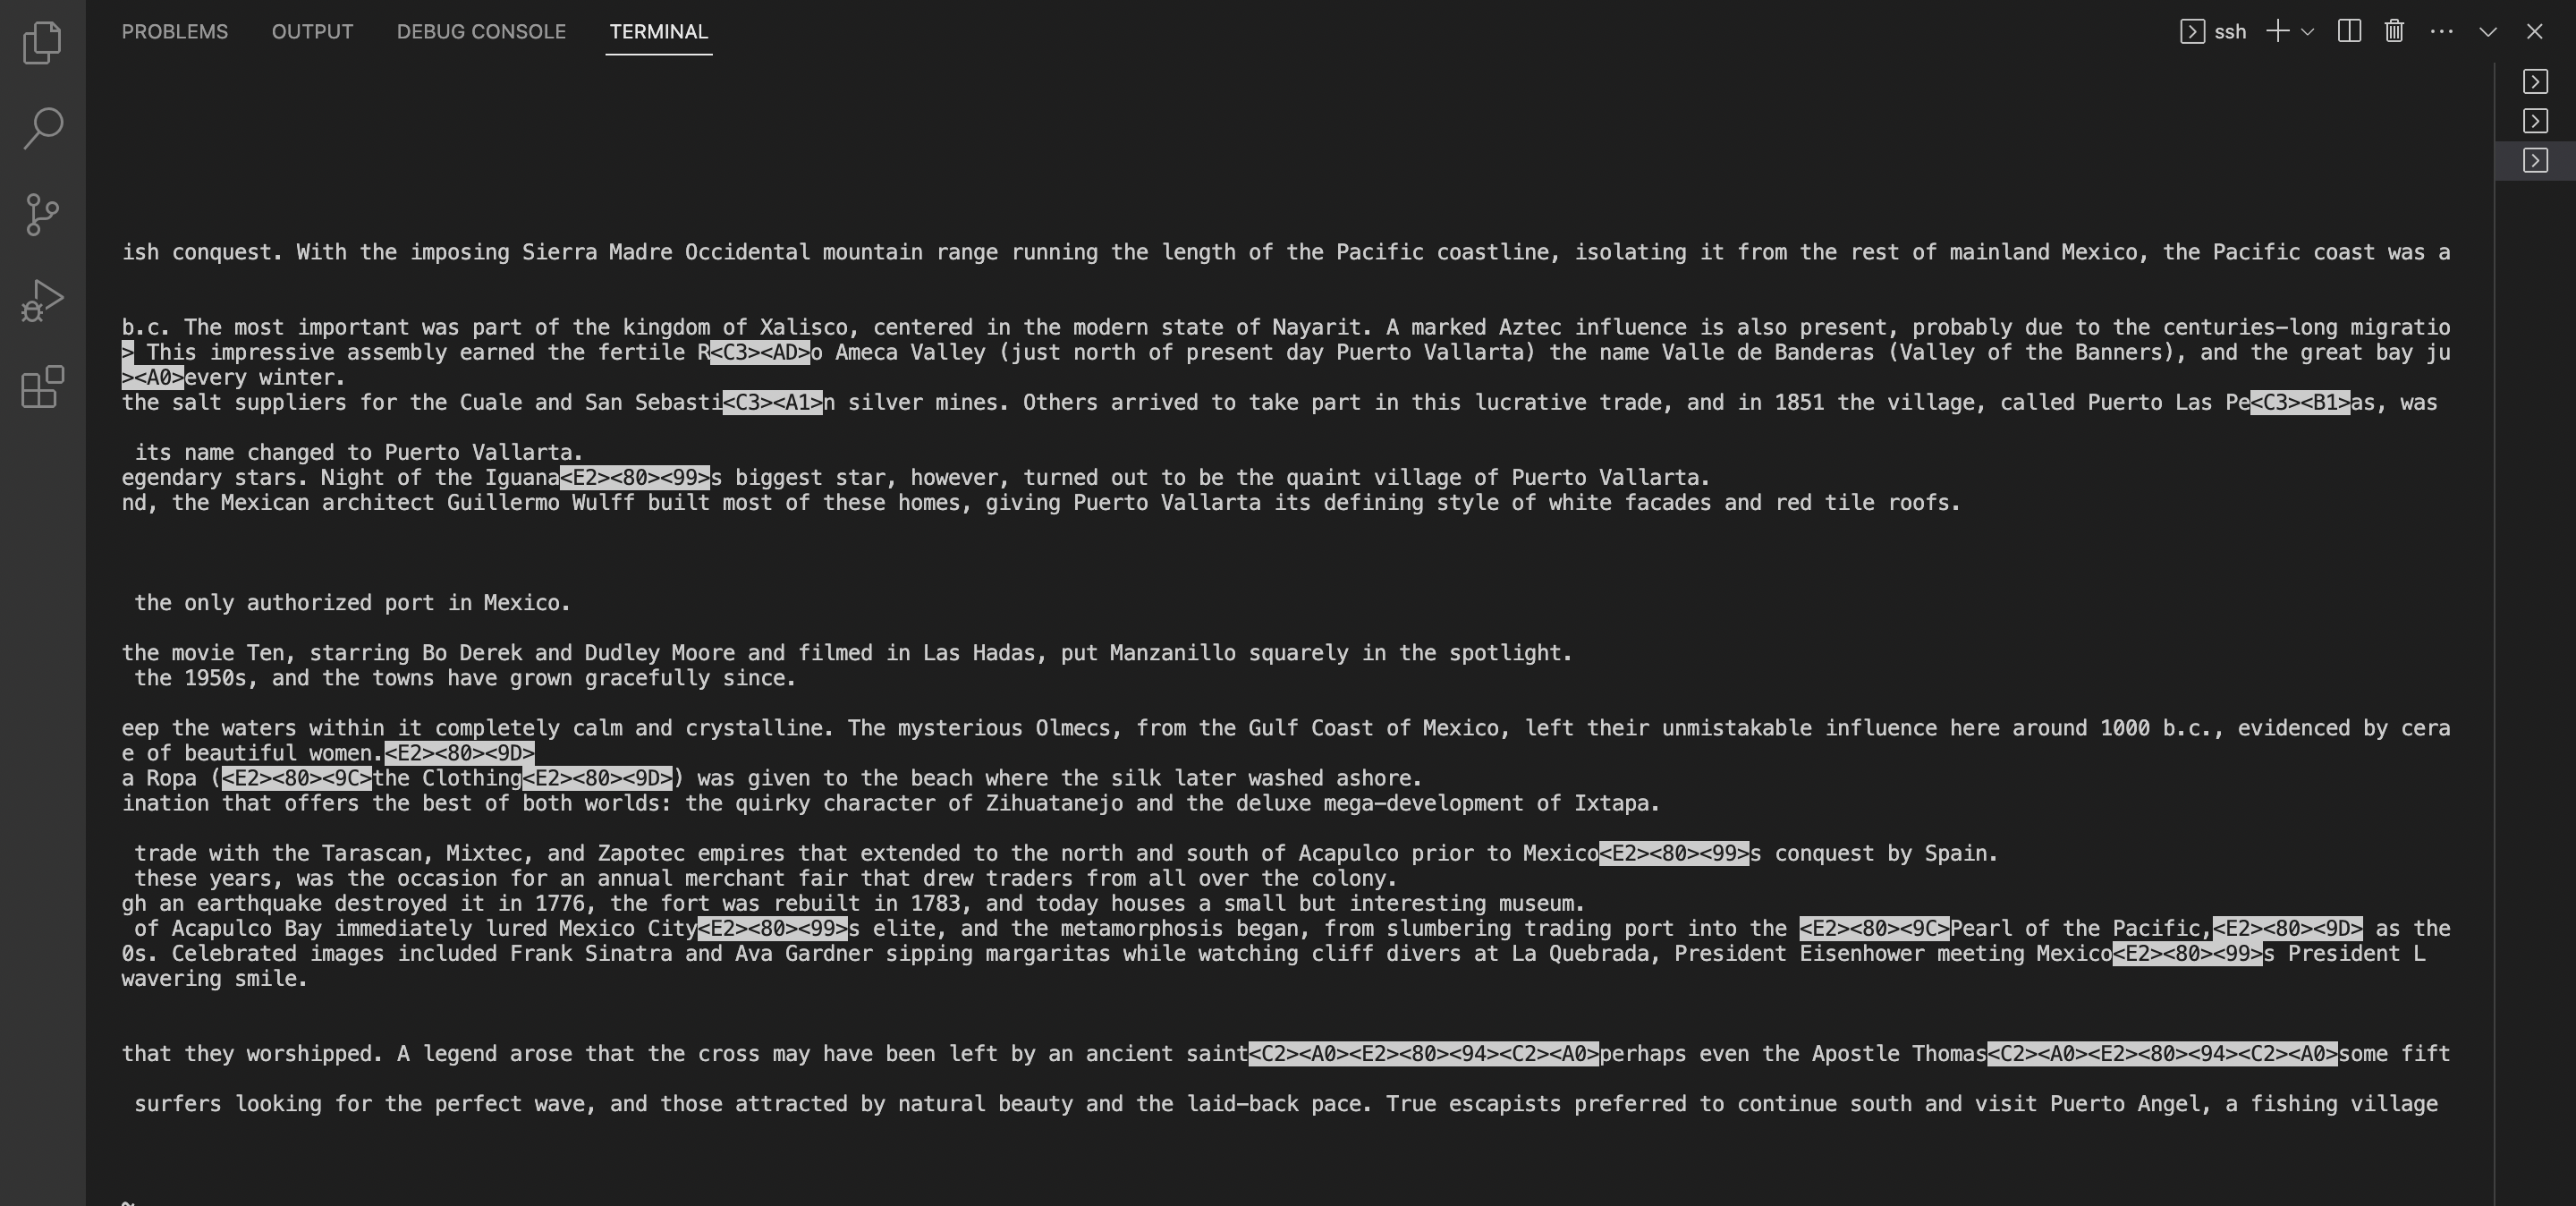 PROBLEMS OUTPUT DEBUG CONSOLE TERMINAL ssh
ish conquest. With the imposing Sierra Madre Occidental mountain range running the length of the Pacific coastline, isolating it from the rest of mainland Mexico, the Pacific coast was a
b.c. The most important was part of the kingdom of Xalisco, centered in the modern state of Nayarit. A marked Aztec influence is also present, probably due to the centuries-long migratio
> This impressive assembly earned the fertile R<C3><AD>o Ameca Valley (just north of present day Puerto Vallarta) the name Valle de Banderas (Valley of the Banners), and the great bay ju
><A0>every winter.
the salt suppliers for the Cuale and San Sebasti<C3><A1>n silver mines. Others arrived to take part in this lucrative trade, and in 1851 the village, called Puerto Las Pe<C3><B1>as, was
its name changed to Puerto Vallarta.
egendary stars. Night of the Iguana<E2><80><99>s biggest star, however, turned out to be the quaint village of Puerto Vallarta.
nd, the Mexican architect Guillermo Wulff built most of these homes, giving Puerto Vallarta its defining style of white facades and red tile roofs.
the only authorized port in Mexico.
the movie Ten, starring Bo Derek and Dudley Moore and filmed in Las Hadas, put Manzanillo squarely in the spotlight.
the 1950s, and the towns have grown gracefully since.
eep the waters within it completely calm and crystalline. The mysterious Olmecs, from the Gulf Coast of Mexico, left their unmistakable influence here around 1000 b.c., evidenced by cera
e of beautiful women.<E2><80><9D>
a Ropa (<E2><80><9C>the Clothing<E2><80><9D>) was given to the beach where the silk later washed ashore.
ination that offers the best of both worlds: the quirky character of Zihuatanejo and the deluxe mega-development of Ixtapa.
trade with the Tarascan, Mixtec, and Zapotec empires that extended to the north and south of Acapulco prior to Mexico<E2><80><99>s conquest by Spain.
these years, was the occasion for an annual merchant fair that drew traders from all over the colony.
gh an earthquake destroyed it in 1776, the fort was rebuilt in 1783, and today houses a small but interesting museum.
of Acapulco Bay immediately lured Mexico City<E2><80><99>s elite, and the metamorphosis began, from slumbering trading port into the <E2><80><9C>Pearl of the Pacific,<E2><80><9D> as the
0s. Celebrated images included Frank Sinatra and Ava Gardner sipping margaritas while watching cliff divers at La Quebrada, President Eisenhower meeting Mexico<E2><80><99>s President L
wavering smile.
that they worshipped. A legend arose that the cross may have been left by an ancient saint<C2><A0><E2><80><94><C2><A0>perhaps even the Apostle Thomas<C2><A0><E2><80><94><C2><A0>some fift
surfers looking for the perfect wave, and those attracted by natural beauty and the laid-back pace. True escapists preferred to continue south and visit Puerto Angel, a fishing village